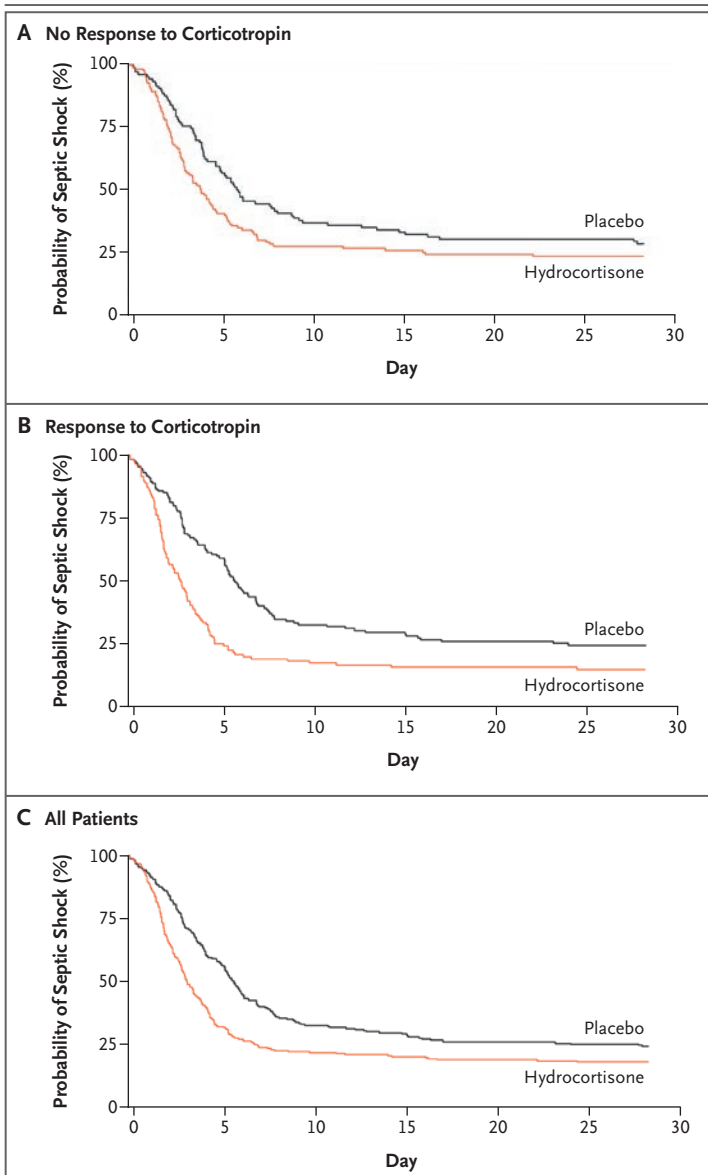 A No Response to Corticotropin
Probability of Septic Shock (%)
100
75
50
25
0
Placebo
Hydrocortisone
0 5 10 15 20 25 30
Day
B Response to Corticotropin
Probability of Septic Shock (%)
100
75
50
25
0
Placebo
Hydrocortisone
0 5 10 15 20 25 30
Day
C All Patients
Probability of Septic Shock (%)
100
75
50
25
0
Placebo
Hydrocortisone
0 5 10 15 20 25 30
Day